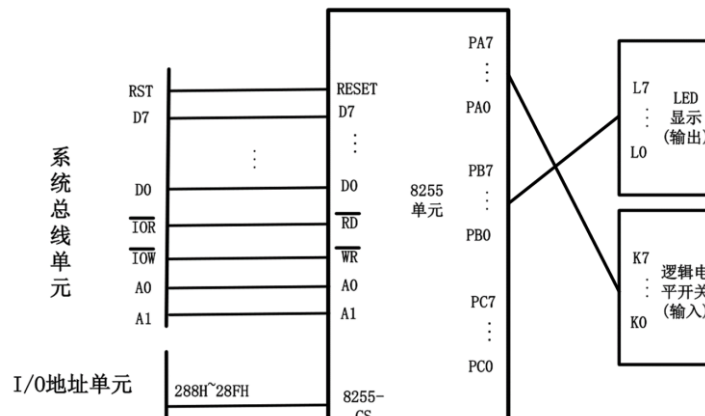 系统总线单元
RST
D7
⋮
D0
IOR
IOW
A0
A1
I/O地址单元
288H~28FH
RESET
D7
⋮
D0
RD
WR
A0
A1
8255-
CS
8255
单元
PA7
⋮
PA0
PB7
⋮
PB0
PC7
⋮
PC0
L7
⋮
L0
LED
显示
(输出)
K7
⋮
K0
逻辑电
平开关
(输入)